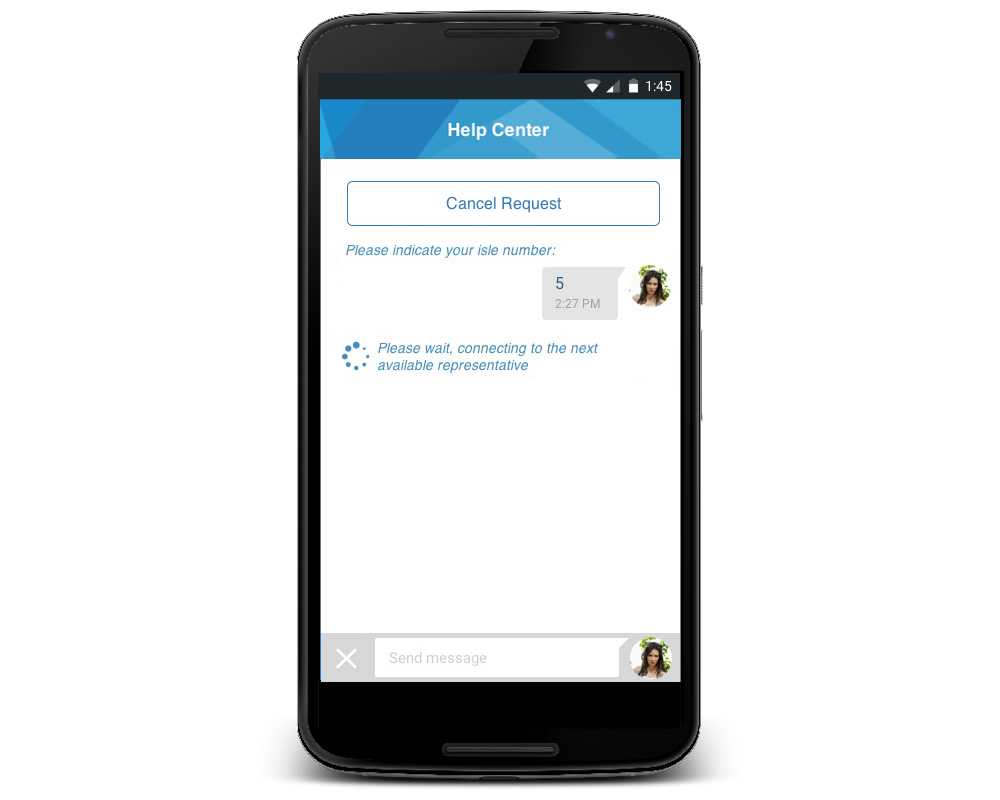 1:45
Help Center
Cancel Request
Please indicate your isle number:
5
2:27 PM
Please wait, connecting to the next
available representative
Send message